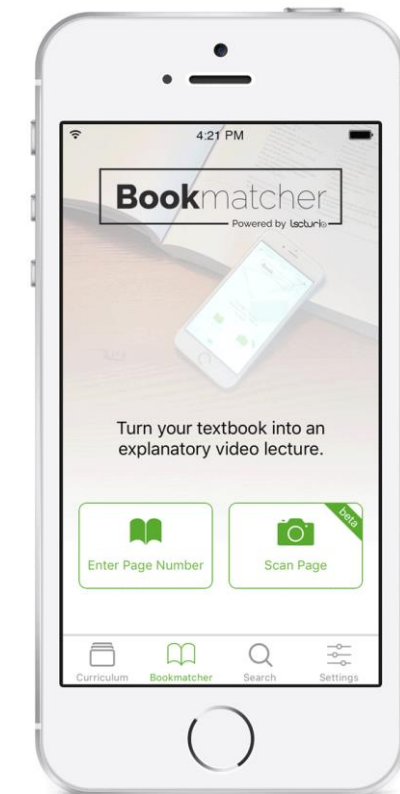 4:21 PM
Bookmatcher
Powered by lecturio
Turn your textbook into an
explanatory video lecture.
Enter Page Number
Scan Page
beta
Curriculum
Bookmatcher
Search
Settings